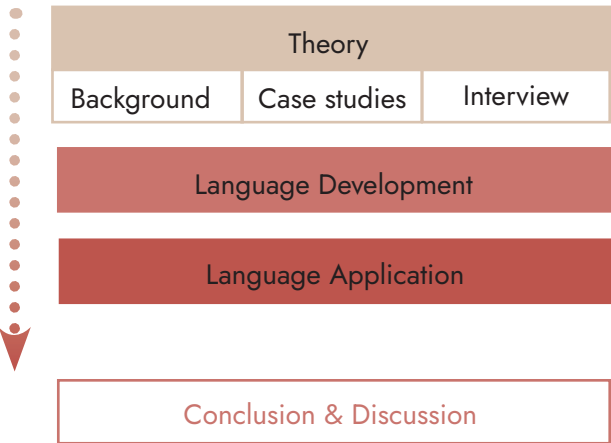 Theory
Background Case studies Interview
Language Development
Language Application
Conclusion & Discussion